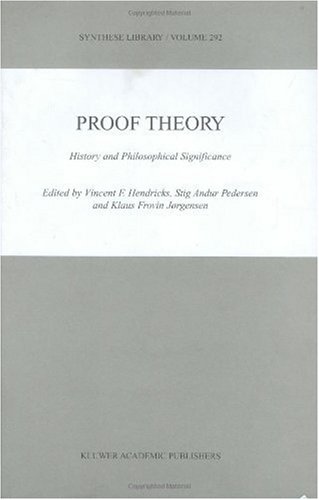 SYNTHESE LIBRARY / VOLUME 292
PROOF THEORY
History and Philosophical Significance
Edited by Vincent F. Hendricks, Stig Andur Pedersen
and Klaus Frovin Jørgensen
KLUWER ACADEMIC PUBLISHERS